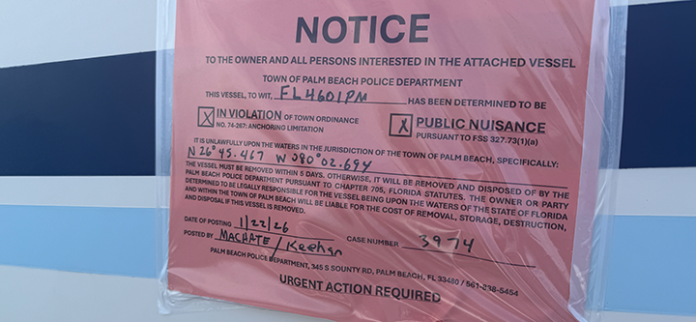 NOTICE
TO THE OWNER AND ALL PERSONS INTERESTED IN THE ATTACHED VESSEL
TOWN OF PALM BEACH POLICE DEPARTMENT
THIS VESSEL, TO WIT, FL4601PM HAS BEEN DETERMINED TO BE
X IN VIOLATION OF TOWN ORDINANCE
NO. 74-267: ANCHORING LIMITATION
X PUBLIC NUISANCE
PURSUANT TO FSS 327.73(1)(a)
IT IS UNLAWFULLY UPON THE WATERS IN THE JURISDICTION OF THE TOWN OF PALM BEACH, SPECIFICALLY:
N 26° 45.467 W 080° 02.694
THE VESSEL MUST BE REMOVED WITHIN 5 DAYS. OTHERWISE, IT WILL BE REMOVED AND DISPOSED OF BY THE
PALM BEACH POLICE DEPARTMENT PURSUANT TO CHAPTER 705, FLORIDA STATUTES. THE OWNER OR PARTY
DETERMINED TO BE LEGALLY RESPONSIBLE FOR THE VESSEL BEING UPON THE WATERS OF THE STATE OF FLORIDA
AND WITHIN THE TOWN OF PALM BEACH WILL BE LIABLE FOR THE COST OF REMOVAL, STORAGE, DESTRUCTION,
AND DISPOSAL IF THIS VESSEL IS REMOVED.
DATE OF POSTING 1/22/26
POSTED BY MACHATE/Keehan CASE NUMBER 3974
PALM BEACH POLICE DEPARTMENT, 345 S SOUNTY RD, PALM BEACH, FL 33480 / 561-838-5454
URGENT ACTION REQUIRED